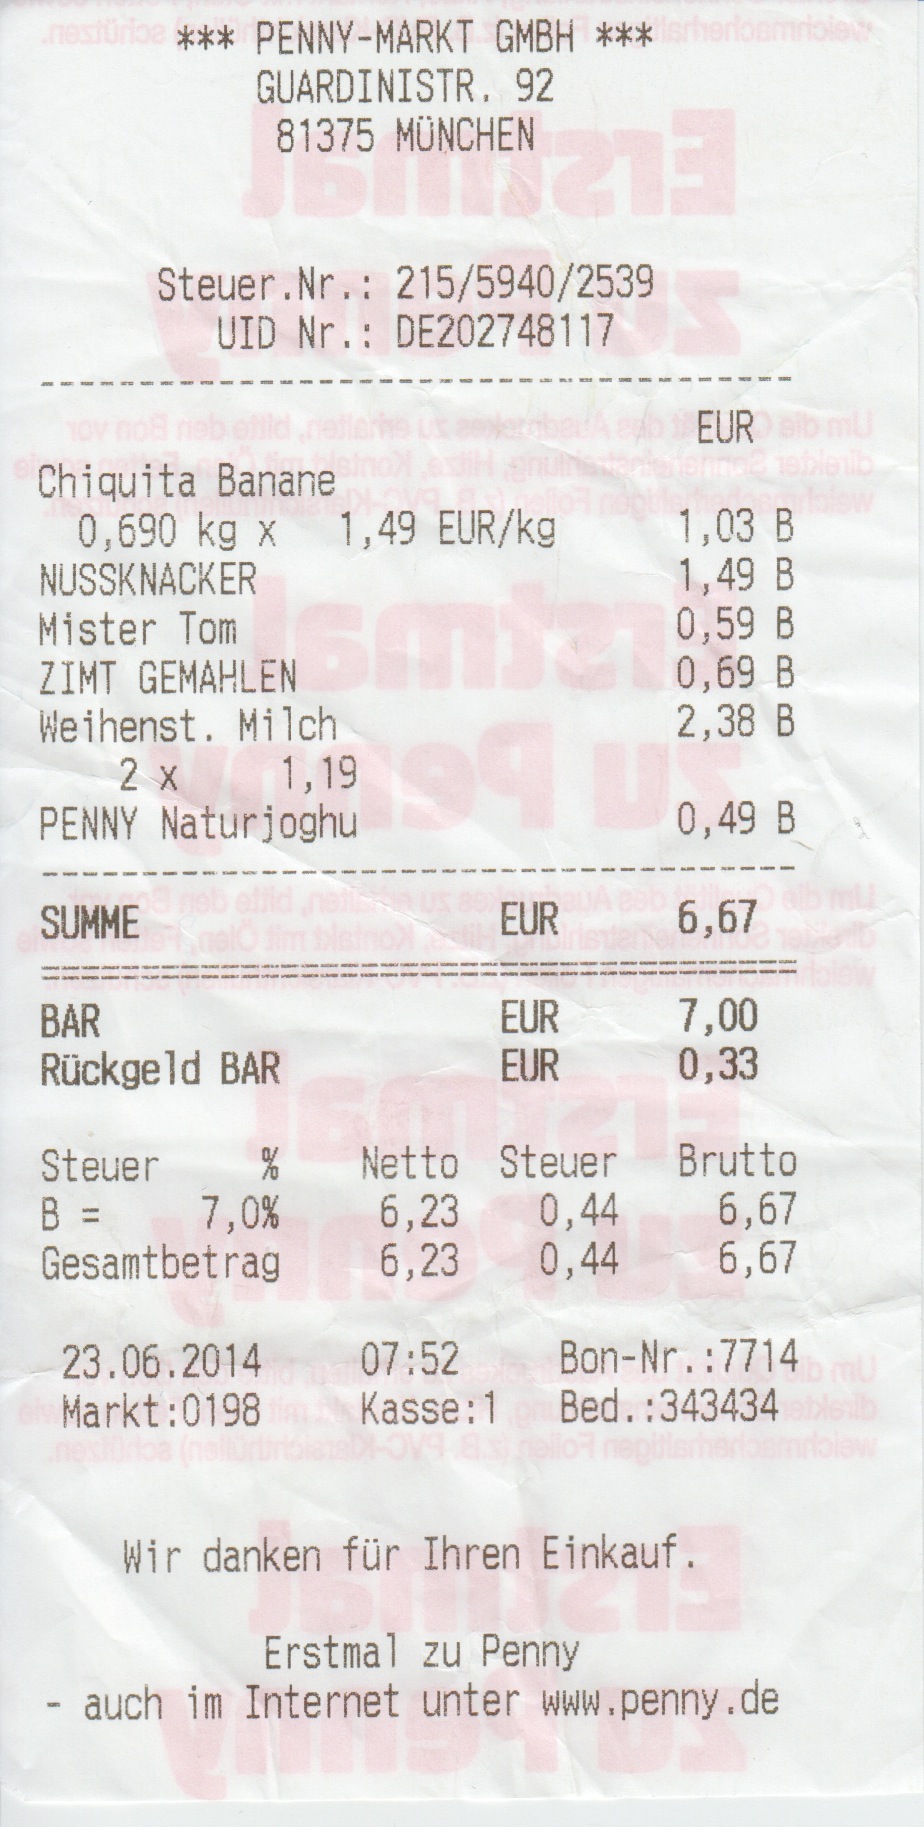 *** PENNY-MARKT GMBH ***
GUARDINISTR. 92
81375 MÜNCHEN
Steuer.Nr.: 215/5940/2539
UID Nr.: DE202748117
EUR
Chiquita Banane
0,690 kg x 1,49 EUR/kg 1,03 B
NUSSKNACKER 1,49 B
Mister Tom 0,59 B
ZIMT GEMAHLEN 0,69 B
Weihenst. Milch 2,38 B
2 x 1,19
PENNY Naturjoghu 0,49 B
SUMME EUR 6,67
BAR EUR 7,00
Rückgeld BAR EUR 0,33
Steuer % Netto Steuer Brutto
B = 7,0% 6,23 0,44 6,67
Gesamtbetrag 6,23 0,44 6,67
23.06.2014 07:52 Bon-Nr.:7714
Markt:0198 Kasse:1 Bed.:343434
Wir danken für Ihren Einkauf.
Erstmal zu Penny
- auch im Internet unter www.penny.de